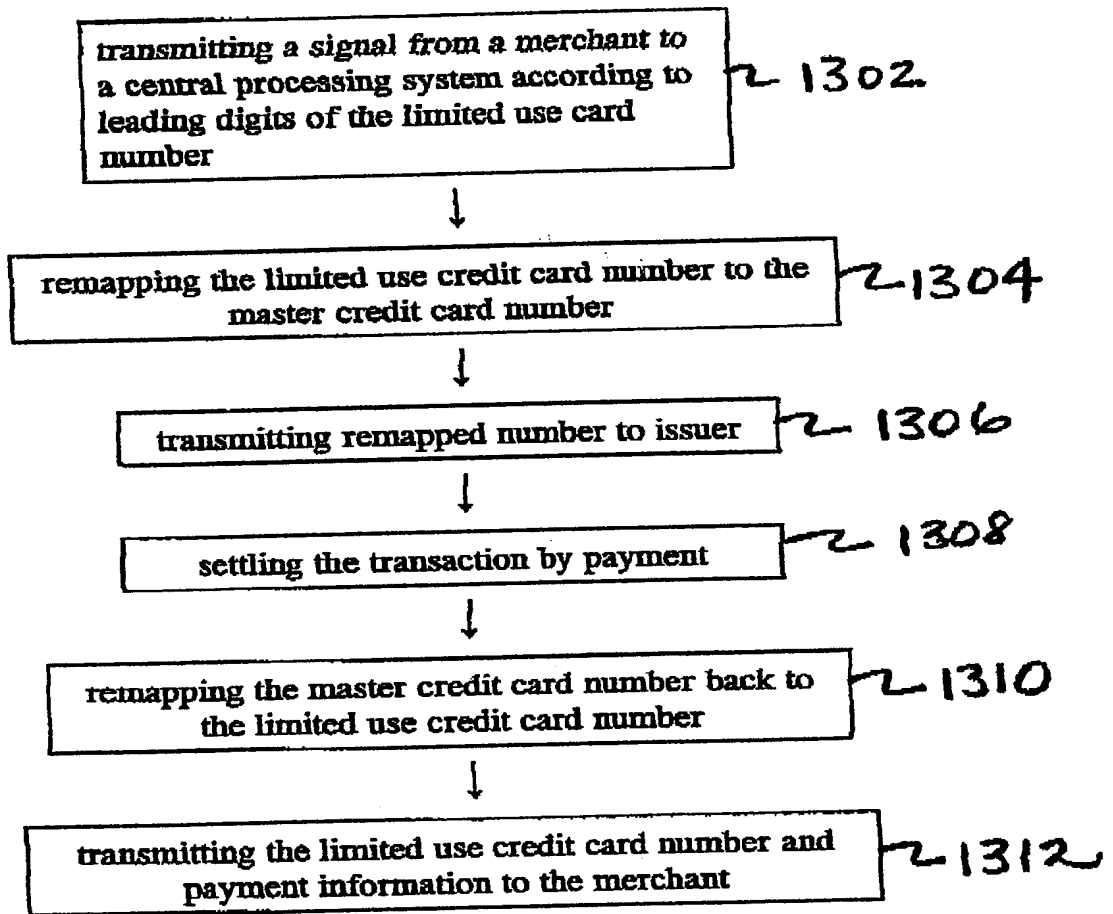 transmitting a signal from a merchant to
a central processing system according to
leading digits of the limited use card
number
1302
remapping the limited use credit card number to the
master credit card number
1304
transmitting remapped number to issuer
1306
settling the transaction by payment
1308
remapping the master credit card number back to
the limited use credit card number
1310
transmitting the limited use credit card number and
payment information to the merchant
1312